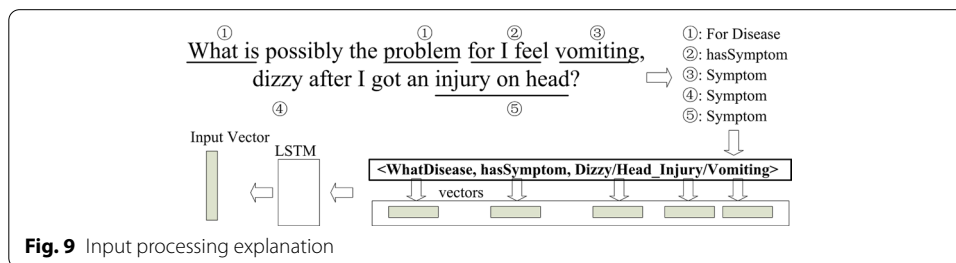 ① ① ② ③
What is possibly the problem for I feel vomiting,
dizzy after I got an injury on head?
④ ⑤
①: For Disease
②: hasSymptom
③: Symptom
④: Symptom
⑤: Symptom
Input Vector
LSTM
<WhatDisease, hasSymptom, Dizzy/Head_Injury/Vomiting>
vectors
Fig. 9 Input processing explanation